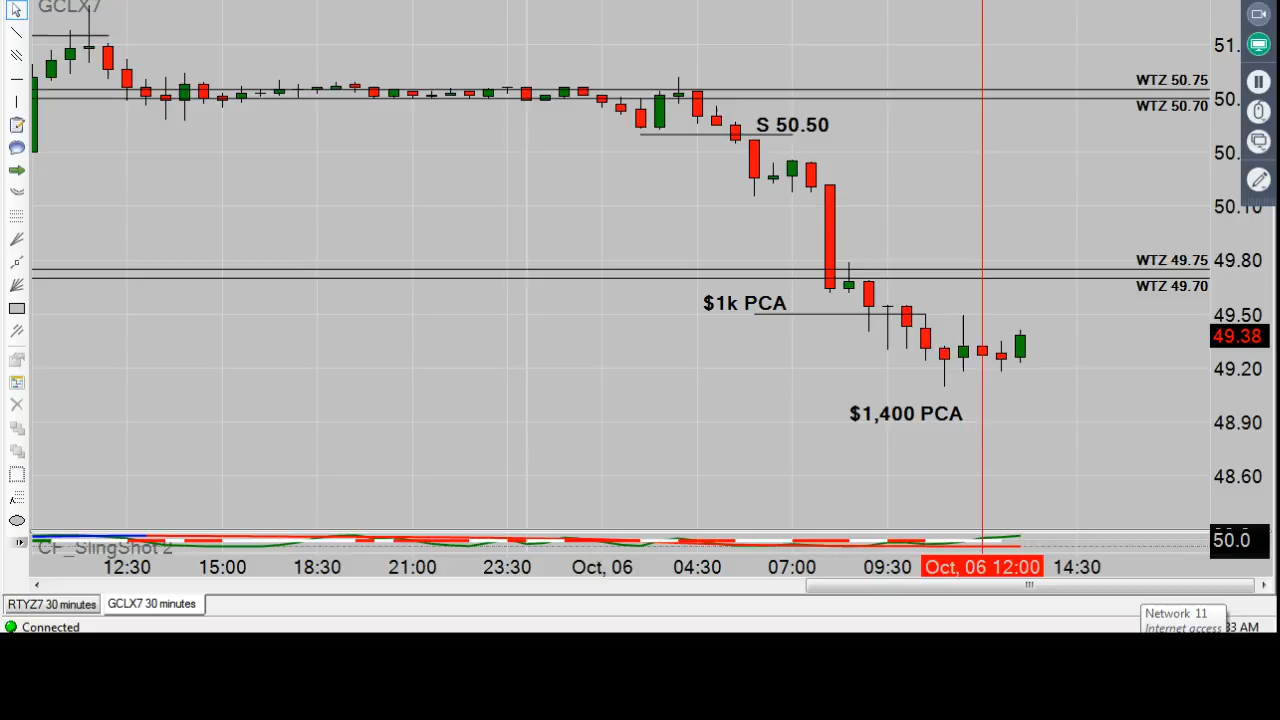 GCLX7
51.
WTZ 50.75
50.
WTZ 50.70
S 50.50
50.
50.10
WTZ 49.75
49.80
WTZ 49.70
$1k PCA
49.50
49.38
49.20
$1,400 PCA
48.90
48.60
CF_SlingShot 2
50.0
12:30 15:00 18:30 21:00 23:30 Oct, 06 04:30 07:00 09:30 Oct, 06 12:00 14:30
RTYZ7 30 minutes GCLX7 30 minutes
Network 11
Connected
Internet access 33 AM